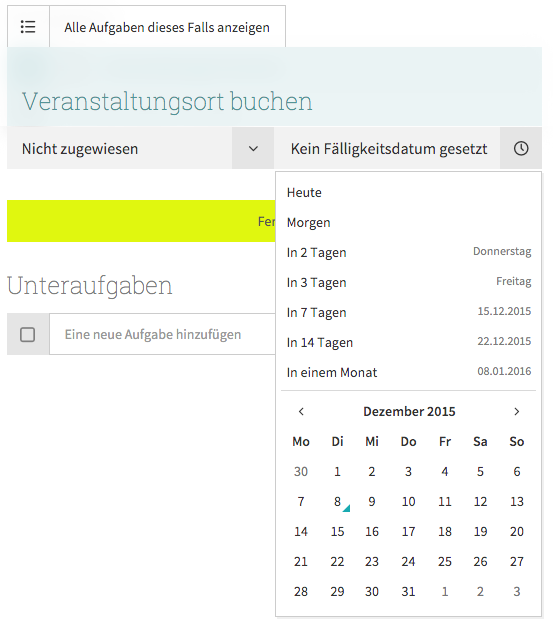 Alle Aufgaben dieses Falls anzeigen
Veranstaltungsort buchen
Nicht zugewiesen
Kein Fälligkeitsdatum gesetzt
Heute
Morgen
In 2 Tagen Donnerstag
In 3 Tagen Freitag
In 7 Tagen 15.12.2015
In 14 Tagen 22.12.2015
In einem Monat 08.01.2016
Dezember 2015
Mo Di Mi Do Fr Sa So
30 1 2 3 4 5 6
7 8 9 10 11 12 13
14 15 16 17 18 19 20
21 22 23 24 25 26 27
28 29 30 31 1 2 3
Unteraufgaben
Eine neue Aufgabe hinzufügen